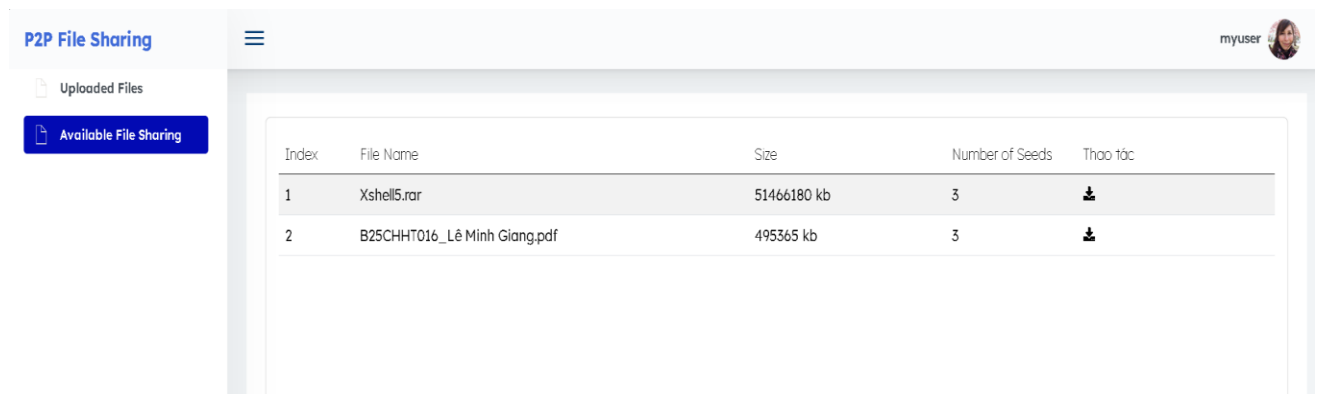 P2P File Sharing
myuser
Uploaded Files
Available File Sharing
Index File Name Size Number of Seeds Thao tác
1 Xshell5.rar 51466180 kb 3
2 B25CHHT016_Lê Minh Giang.pdf 495365 kb 3